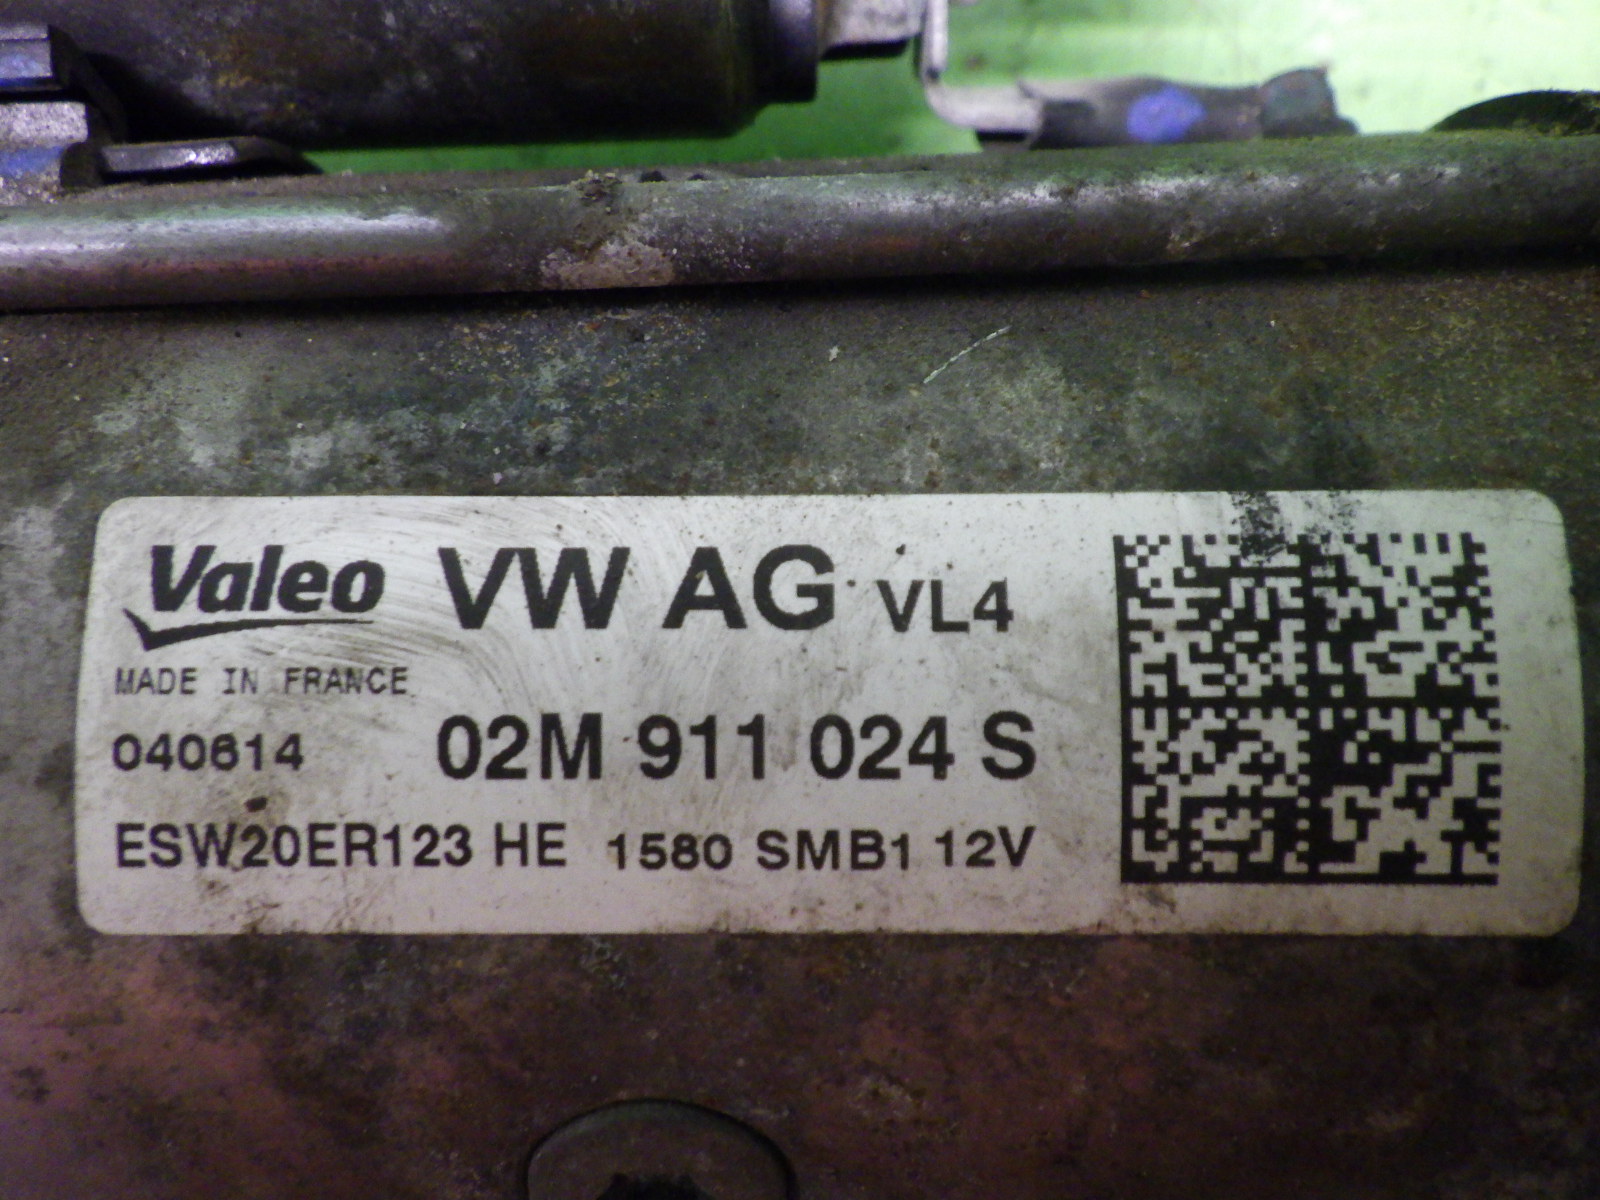 Valeo VW AG VL4
MADE IN FRANCE
040614 02M 911 024 S
ESW20ER123 HE 1580 SMB1 12V